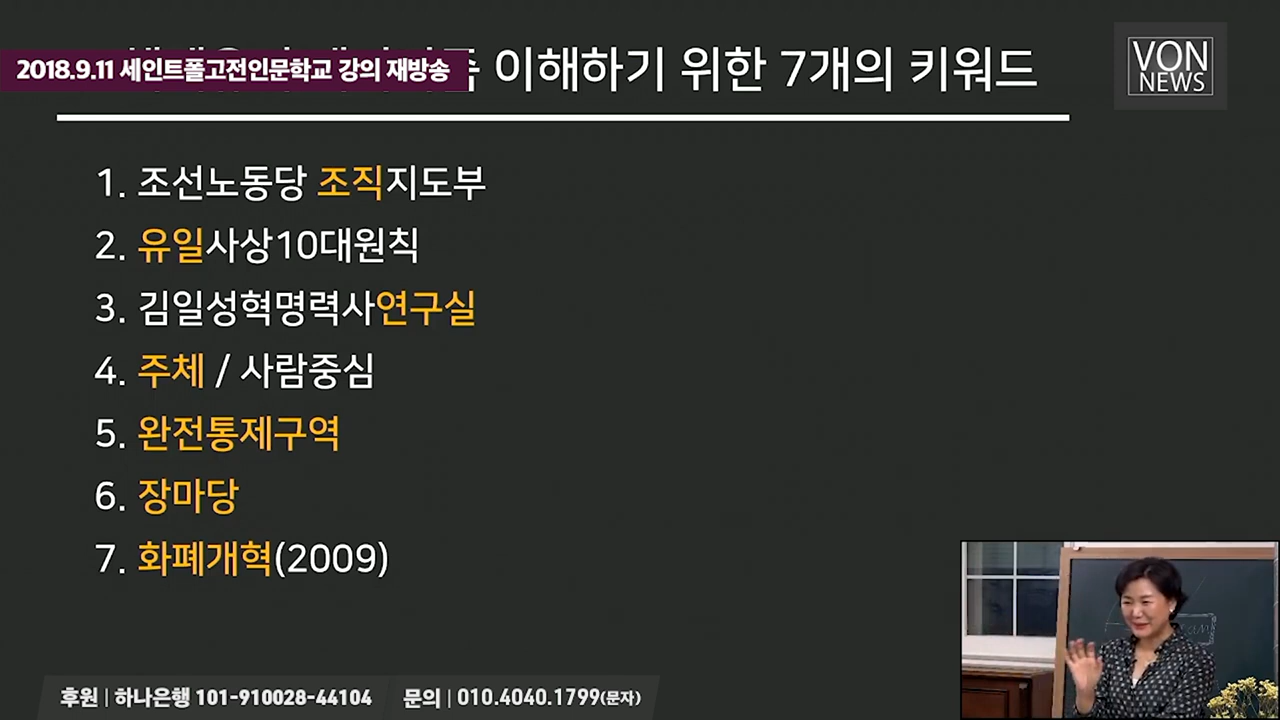 이해하기 위한 7개의 키워드
2018.9.11 세인트폴고전인문학교 강의 재방송
VON
NEWS
1. 조선노동당 조직지도부
2. 유일사상10대원칙
3. 김일성혁명력사연구실
4. 주체 / 사람중심
5. 완전통제구역
6. 장마당
7. 화폐개혁(2009)
후원 | 하나은행 101-910028-44104 문의 | 010.4040.1799(문자)